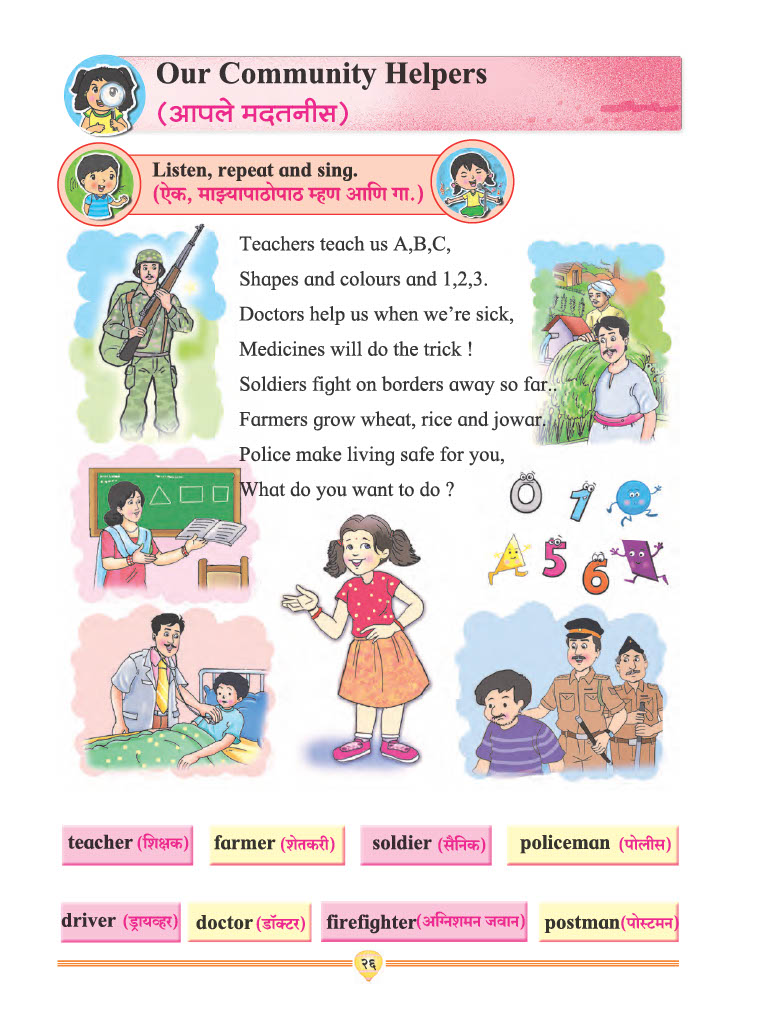 Our Community Helpers
(आपले मदतनीस)
Listen, repeat and sing.
(ऐक, माझ्यापाठोपाठ म्हण आणि गा.)
Teachers teach us A,B,C,
Shapes and colours and 1,2,3.
Doctors help us when we're sick,
Medicines will do the trick !
Soldiers fight on borders away so far..
Farmers grow wheat, rice and jowar.
Police make living safe for you,
What do you want to do ?
0 1
5 6
teacher (शिक्षक) farmer (शेतकरी) soldier (सैनिक) policeman (पोलीस)
driver (ड्रायव्हर) doctor (डॉक्टर) firefighter (अग्निशमन जवान) postman (पोस्टमन)
२६